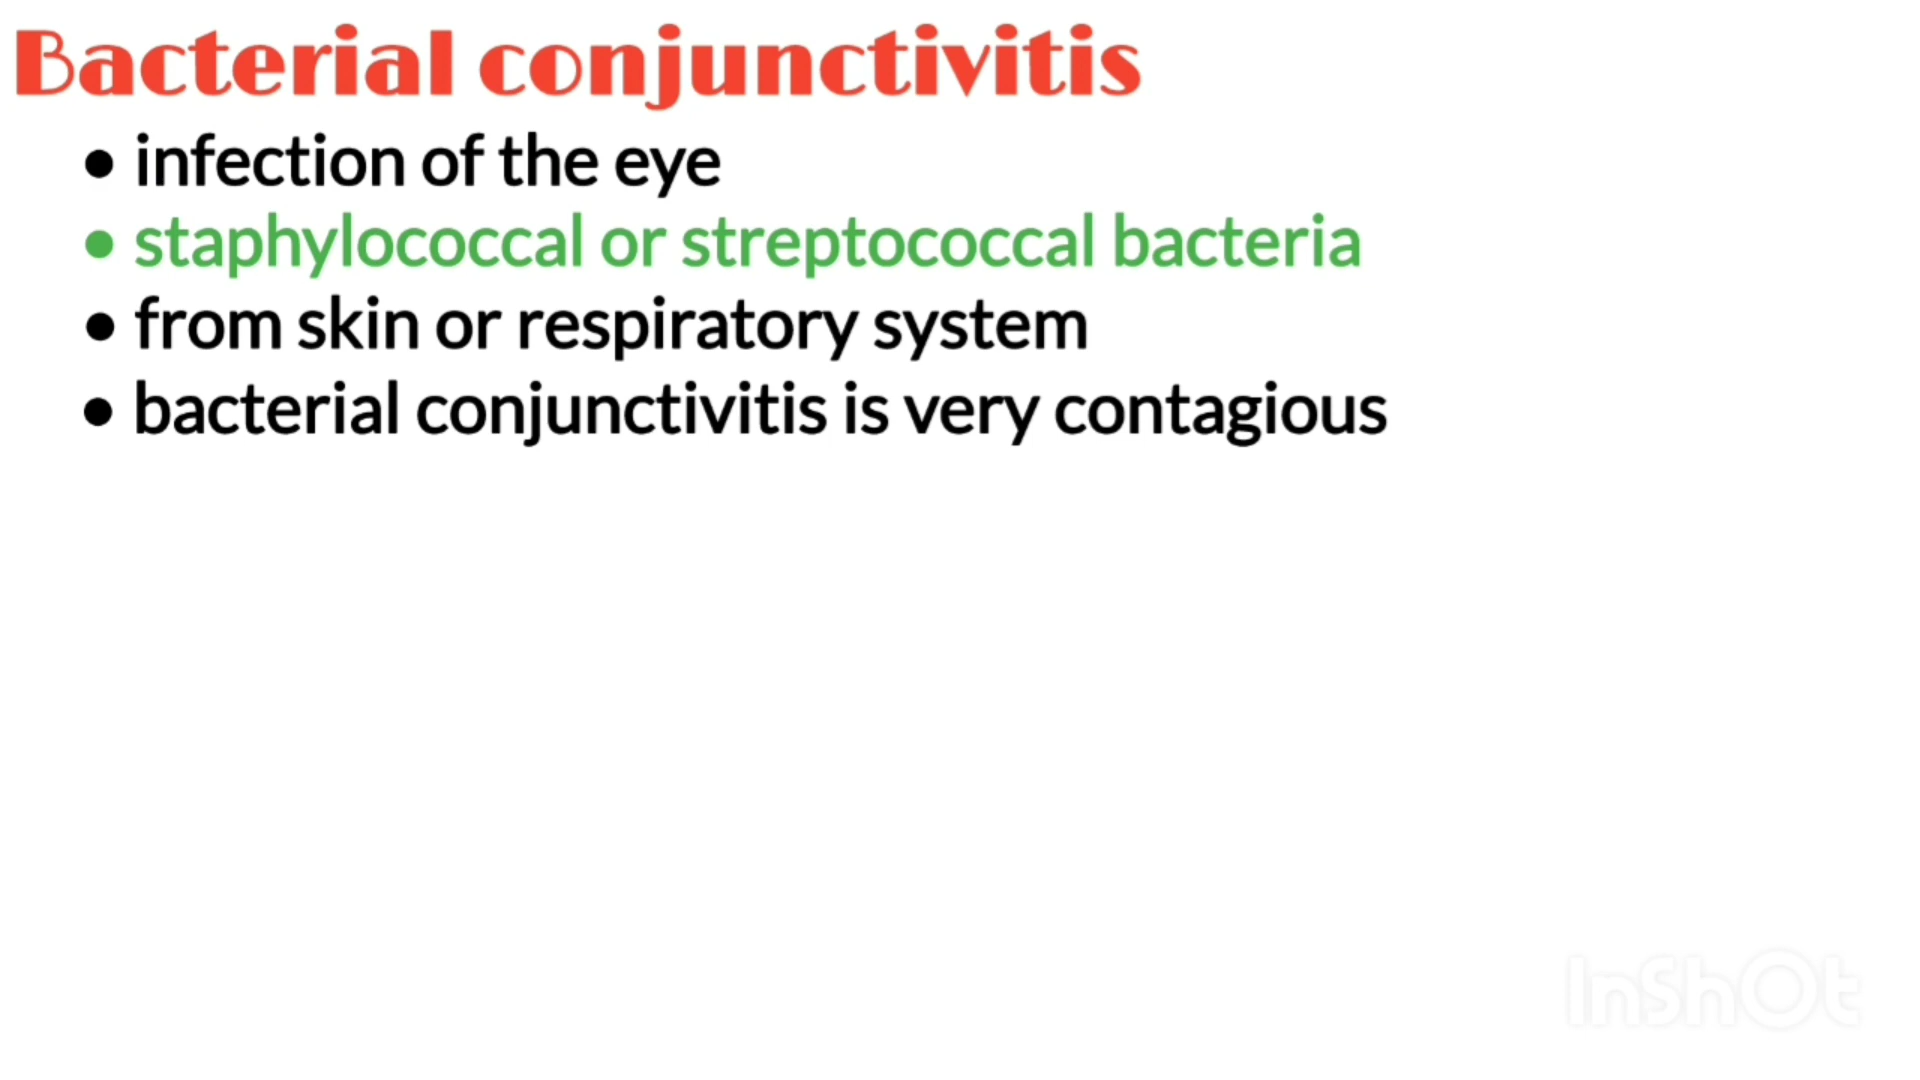 Bacterial conjunctivitis
• infection of the eye
• staphylococcal or streptococcal bacteria
• from skin or respiratory system
• bacterial conjunctivitis is very contagious
InShOt